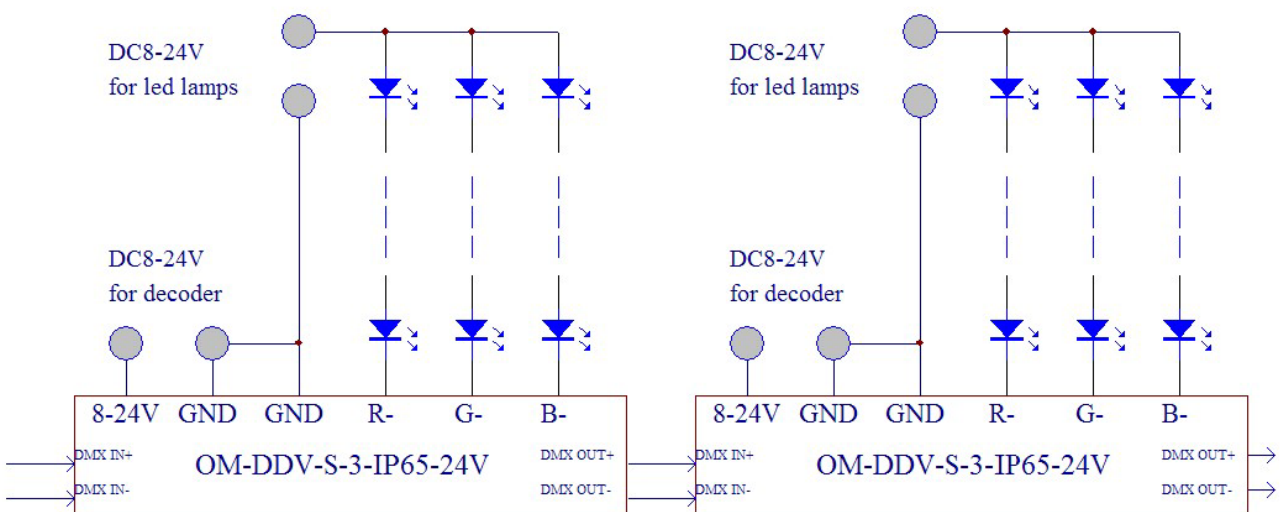 DC8-24V
for led lamps
DC8-24V
for decoder
8-24V GND GND R- G- B-
DMX IN+
DMX IN-
OM-DDV-S-3-IP65-24V
DMX OUT+
DMX OUT-
DC8-24V
for led lamps
DC8-24V
for decoder
8-24V GND GND R- G- B-
DMX IN+
DMX IN-
OM-DDV-S-3-IP65-24V
DMX OUT+
DMX OUT-